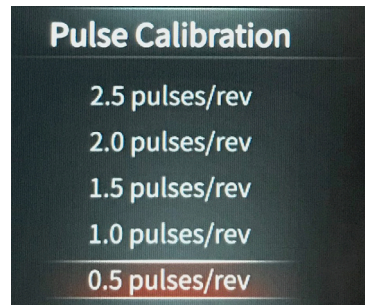 Pulse Calibration
2.5 pulses/rev
2.0 pulses/rev
1.5 pulses/rev
1.0 pulses/rev
0.5 pulses/rev